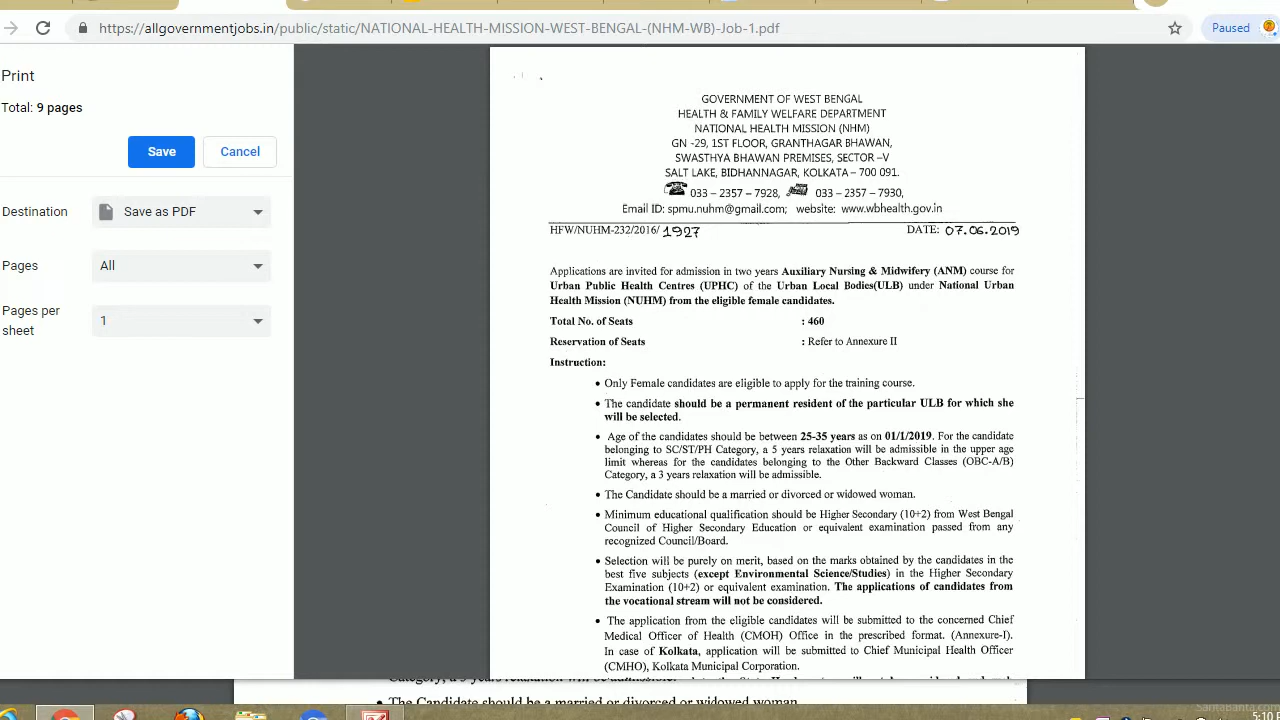 https://allgovernmentjobs.in/public/static/NATIONAL-HEALTH-MISSION-WEST-BENGAL-(NHM-WB)-Job-1.pdf
Paused
Print
Total: 9 pages
Save
Cancel
Destination
Save as PDF
Pages
All
Pages per
sheet
1
GOVERNMENT OF WEST BENGAL
HEALTH & FAMILY WELFARE DEPARTMENT
NATIONAL HEALTH MISSION (NHM)
GN -29, 1ST FLOOR, GRANTHAGAR BHAWAN,
SWASTHYA BHAWAN PREMISES, SECTOR –V
SALT LAKE, BIDHANNAGAR, KOLKATA – 700 091.
033 – 2357 – 7928, 033 – 2357 – 7930,
Email ID: spmu.nuhm@gmail.com; website: www.wbhealth.gov.in
HFW/NUHM-232/2016/ 1927 DATE: 07.06.2019
Applications are invited for admission in two years Auxiliary Nursing & Midwifery (ANM) course for
Urban Public Health Centres (UPHC) of the Urban Local Bodies(ULB) under National Urban
Health Mission (NUHM) from the eligible female candidates.
Total No. of Seats : 460
Reservation of Seats : Refer to Annexure II
Instruction:
• Only Female candidates are eligible to apply for the training course.
• The candidate should be a permanent resident of the particular ULB for which she
will be selected.
• Age of the candidates should be between 25-35 years as on 01/1/2019. For the candidate
belonging to SC/ST/PH Category, a 5 years relaxation will be admissible in the upper age
limit whereas for the candidates belonging to the Other Backward Classes (OBC-A/B)
Category, a 3 years relaxation will be admissible.
• The Candidate should be a married or divorced or widowed woman.
• Minimum educational qualification should be Higher Secondary (10+2) from West Bengal
Council of Higher Secondary Education or equivalent examination passed from any
recognized Council/Board.
• Selection will be purely on merit, based on the marks obtained by the candidates in the
best five subjects (except Environmental Science/Studies) in the Higher Secondary
Examination (10+2) or equivalent examination. The applications of candidates from
the vocational stream will not be considered.
• The application from the eligible candidates will be submitted to the concerned Chief
Medical Officer of Health (CMOH) Office in the prescribed format. (Annexure-I).
In case of Kolkata, application will be submitted to Chief Municipal Health Officer
(CMHO), Kolkata Municipal Corporation.
• The Candidate should be a married or divorced or widowed woman.
SantaBanta.com
5:10